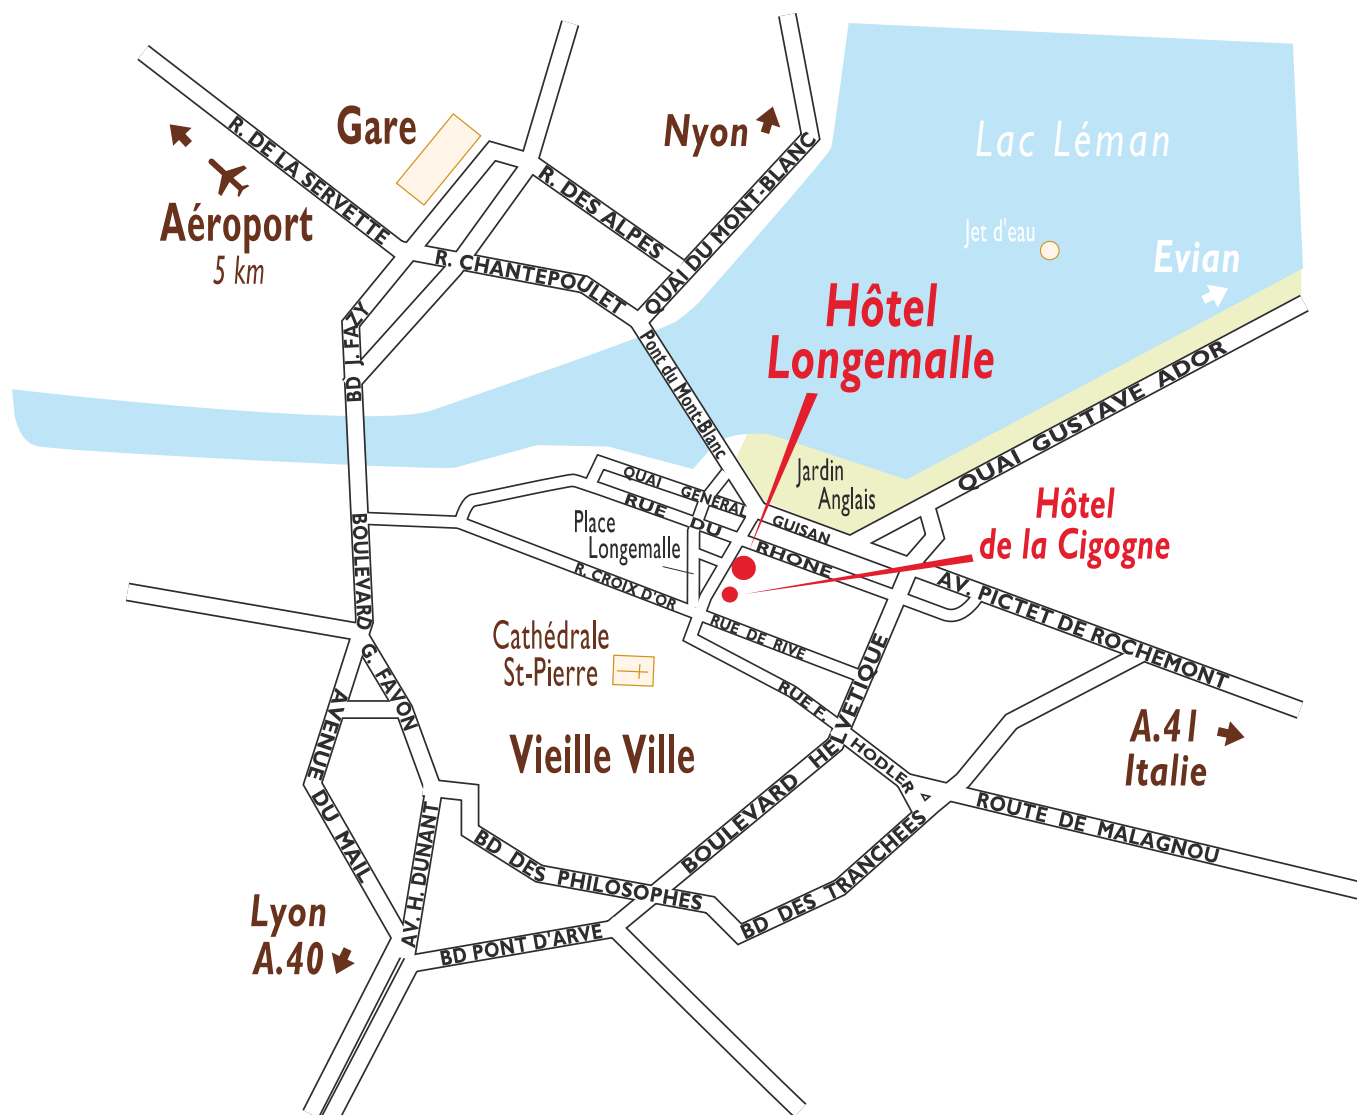 Gare
Nyon
Lac Léman
R. DE LA SERVETTE
R. DES ALPES
QUAI DU MONT-BLANC
Aéroport
5 km
Jet d'eau
Evian
R. CHANTEPOULET
Hôtel
Longemalle
BD J. FAZY
Pont du Mont-Blanc
QUAI GUSTAVE ADOR
Jardin
Anglais
QUAI GENERAL GUISAN
RUE DU RHONE
Hôtel
de la Cigogne
Place
Longemalle
R. CROIX D'OR
AV. PICTET DE ROCHEMONT
BOULEVARD G. FAVON
Cathédrale
St-Pierre
RUE DE RIVE
RUE F. HODLER
BOULEVARD HELVETIQUE
AVENUE DU MAIL
Vieille Ville
A.41
Italie
ROUTE DE MALAGNOU
AV. H. DUNANT
BD DES PHILOSOPHES
BD DES TRANCHEES
Lyon
A.40
BD PONT D'ARVE